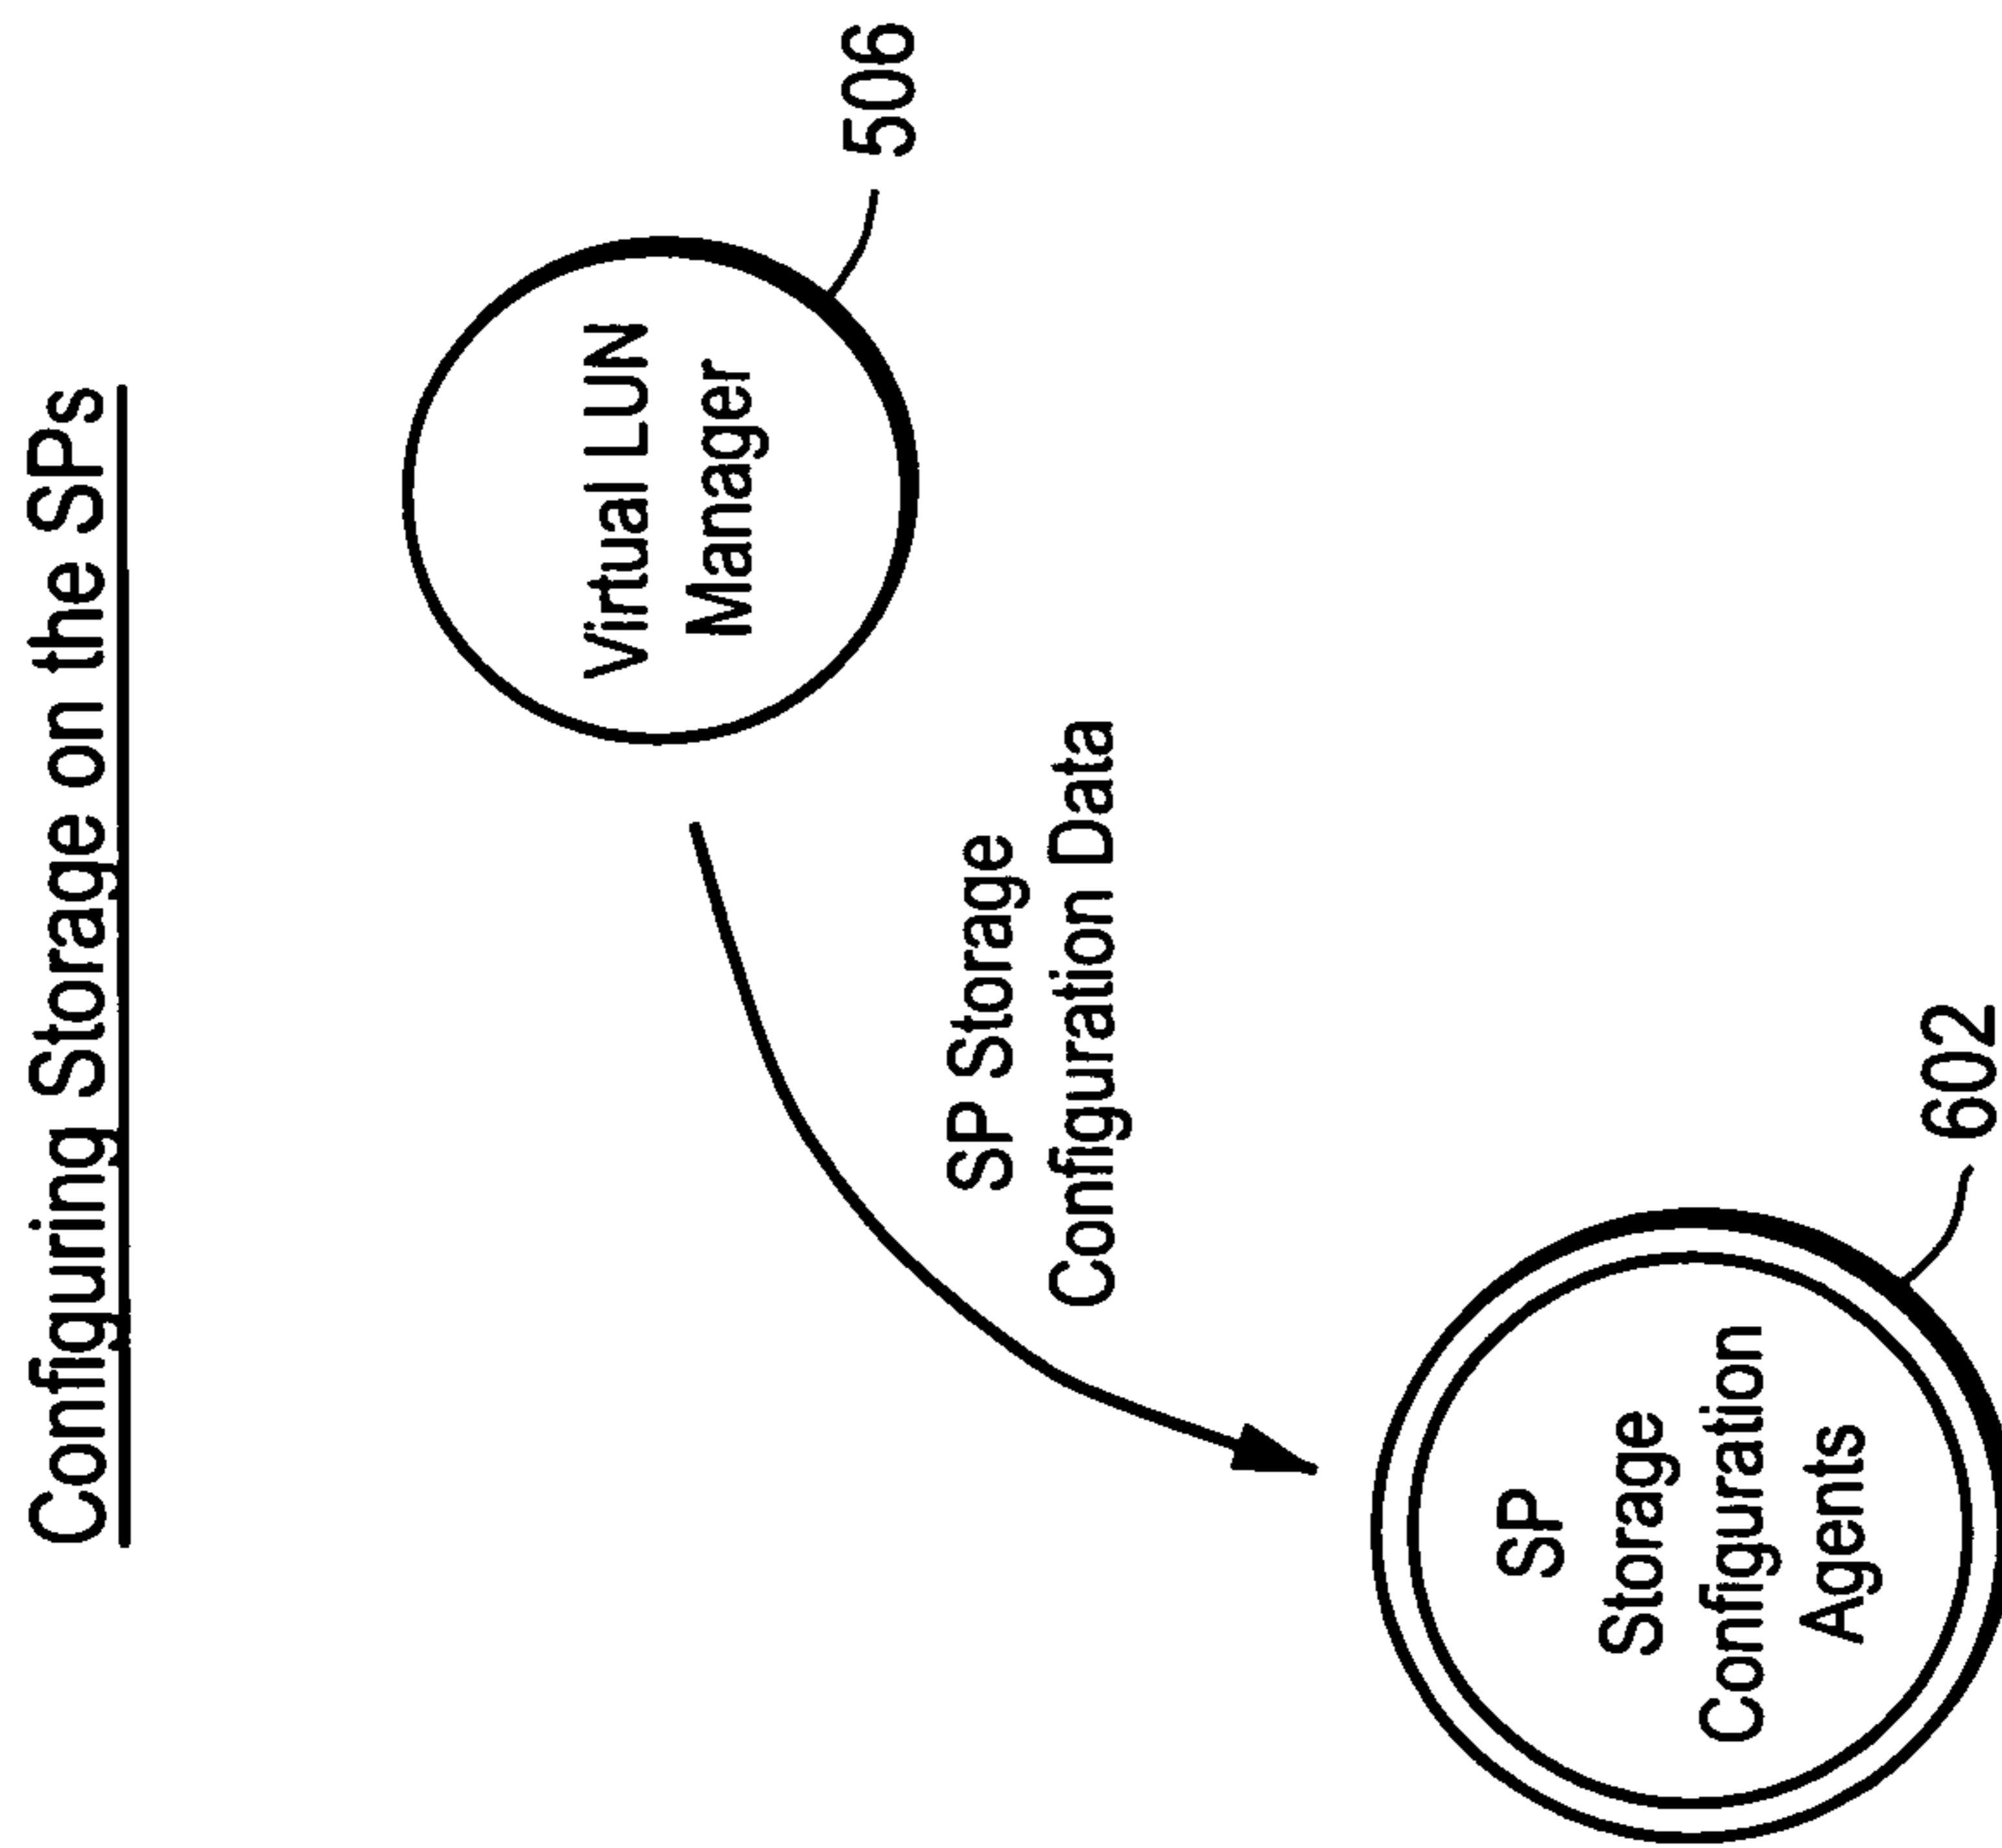 Configuring Storage on the SPs
Virtual LUN
Manager
506
SP Storage
Configuration Data
SP
Storage
Configuration
Agents
602